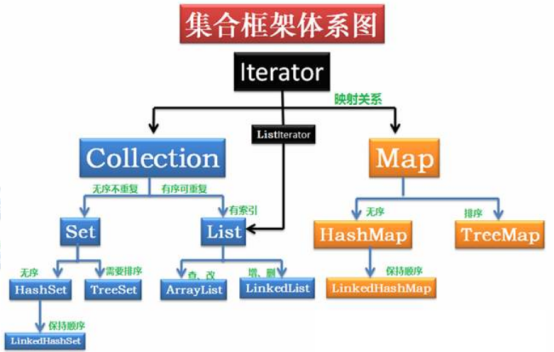 集合框架体系图
Iterator
映射关系
ListIterator
Collection
Map
无序不重复
有序可重复
有索引
无序
排序
Set
List
HashMap
TreeMap
无序
需要排序
查、改
增、删
保持顺序
HashSet
TreeSet
ArrayList
LinkedList
LinkedHashMap
保持顺序
LinkedHashSet